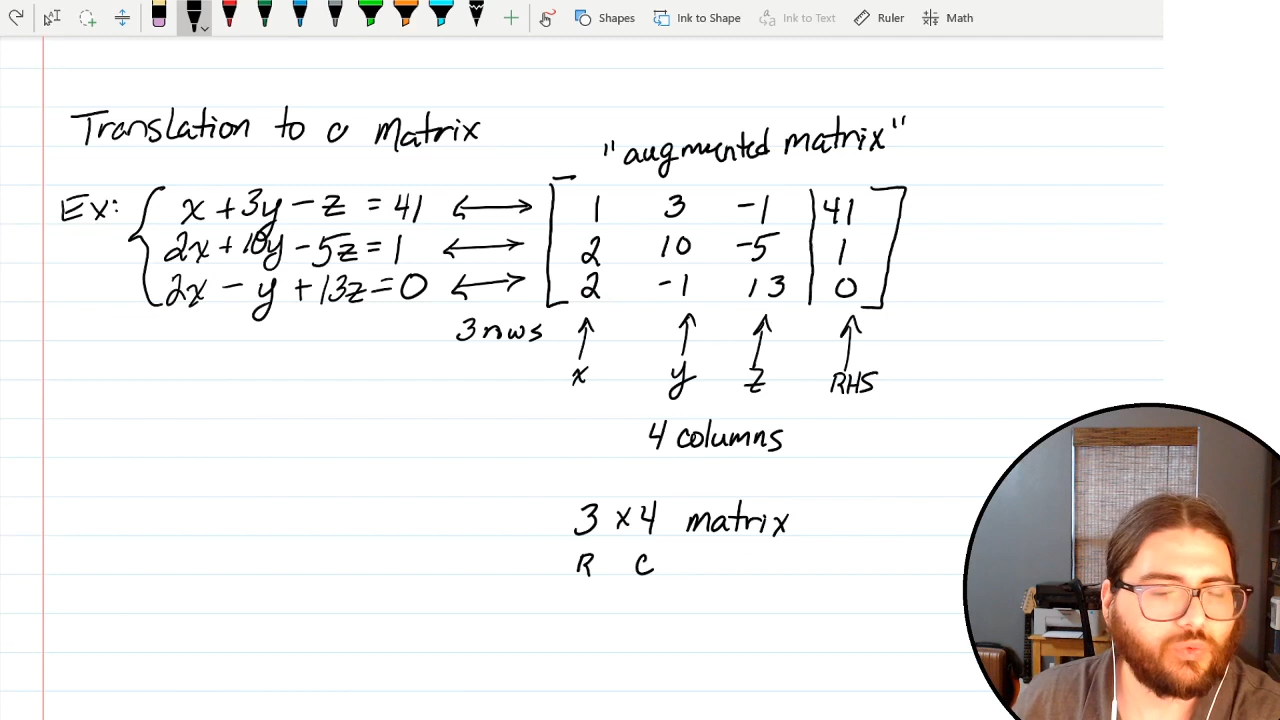 Shapes Ink to Shape Ink to Text Ruler Math
Translation to a Matrix
"augmented matrix"
Ex: { x + 3y - z = 41 ⟷ [ 1 3 -1 | 41 ]
2x + 10y - 5z = 1 ⟷ 2 10 -5 | 1
2x - y + 13z = 0 ⟷ 2 -1 13 | 0
3 rows ↑ ↑ ↑ ↑
x y z RHS
4 columns
3 x 4 matrix
R C